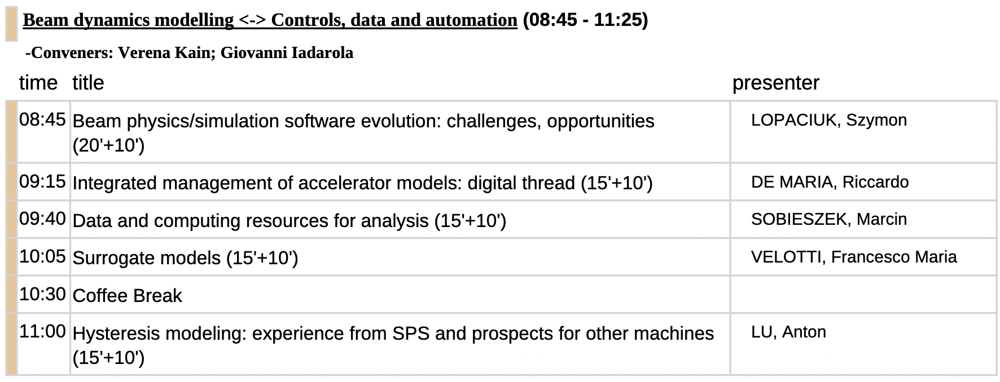 Beam dynamics modelling <-> Controls, data and automation (08:45 - 11:25)
-Conveners: Verena Kain; Giovanni Iadarola
time title presenter
08:45 Beam physics/simulation software evolution: challenges, opportunities LOPACIUK, Szymon
(20'+10')
09:15 Integrated management of accelerator models: digital thread (15'+10') DE MARIA, Riccardo
09:40 Data and computing resources for analysis (15'+10') SOBIESZEK, Marcin
10:05 Surrogate models (15'+10') VELOTTI, Francesco Maria
10:30 Coffee Break
11:00 Hysteresis modeling: experience from SPS and prospects for other machines LU, Anton
(15'+10')